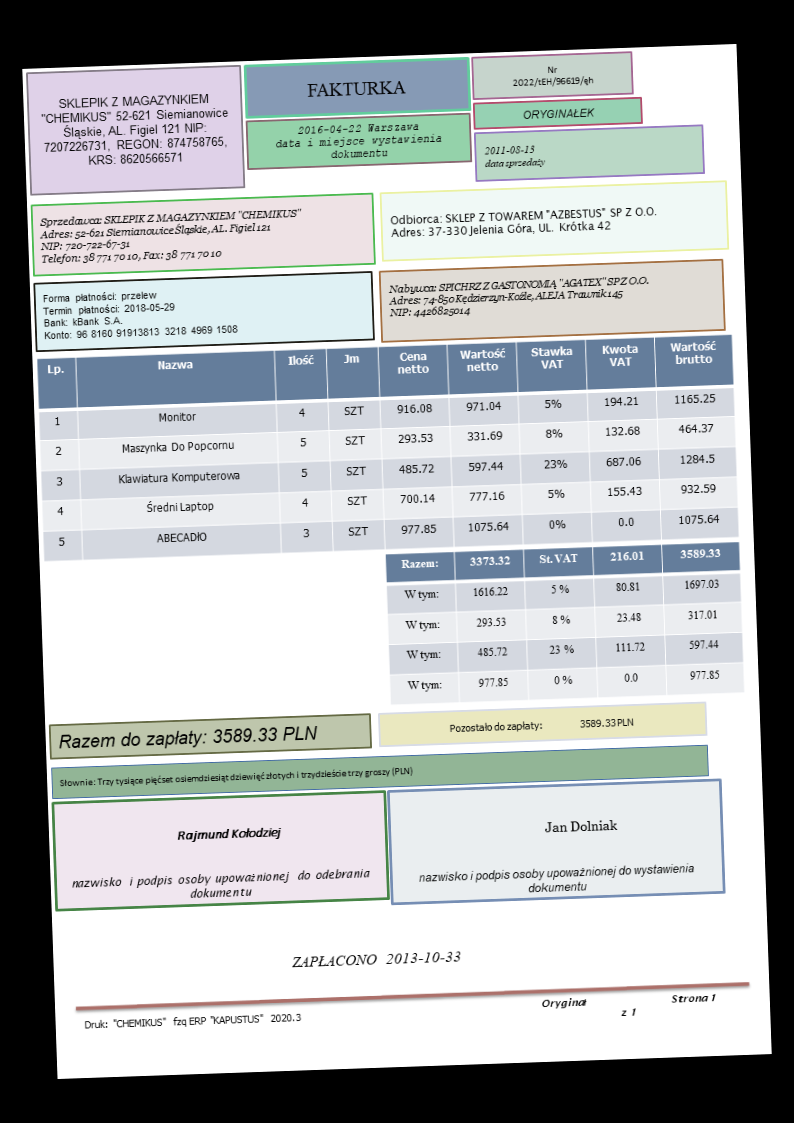 SKLEPIK Z MAGAZYNKIEM
"CHEMIKUS" 52-621 Siemianowice
Śląskie, AL. Figiel 121 NIP:
7207226731, REGON: 874758765,
KRS: 8620566571
FAKTURKA
2016-04-22 Warszawa
data i miejsce wystawienia
dokumentu
Nr
2022/tEH/96619/ęh
ORYGINAŁEK
2011-08-13
data sprzedaży
Sprzedawca: SKLEPIK Z MAGAZYNKIEM "CHEMIKUS"
Adres: 52-621 Siemianowice Śląskie, AL. Figiel 121
NIP: 720-722-67-31
Telefon: 38 771 70 10, Fax: 38 771 70 10
Odbiorca: SKLEP Z TOWAREM "AZBESTUS" SP Z O.O.
Adres: 37-330 Jelenia Góra, UL. Krótka 42
Forma płatności: przelew
Termin płatności: 2018-05-29
Bank: kBank S.A.
Konto: 96 8160 91913813 3218 4969 1508
Nabywca: SPICHRZ Z GASTONOMIĄ "AGATEX" SP Z O.O.
Adres: 74-850 Kędzierzyn-Koźle, ALEJA Trawnik 145
NIP: 4426825014
Lp. Nazwa Ilość Jm Cena netto Wartość netto Stawka VAT Kwota VAT Wartość brutto
1 Monitor 4 SZT 916.08 971.04 5% 194.21 1165.25
2 Maszynka Do Popcornu 5 SZT 293.53 331.69 8% 132.68 464.37
3 Klawiatura Komputerowa 5 SZT 485.72 597.44 23% 687.06 1284.5
4 Średni Laptop 4 SZT 700.14 777.16 5% 155.43 932.59
5 ABECADłO 3 SZT 977.85 1075.64 0% 0.0 1075.64
Razem: 3373.32 St. VAT 216.01 3589.33
W tym: 1616.22 5 % 80.81 1697.03
W tym: 293.53 8 % 23.48 317.01
W tym: 485.72 23 % 111.72 597.44
W tym: 977.85 0 % 0.0 977.85
Razem do zapłaty: 3589.33 PLN
Pozostało do zapłaty: 3589.33 PLN
Słownie: Trzy tysiące pięćset osiemdziesiąt dziewięć złotych i trzydzieście trzy groszy (PLN)
Rajmund Kołodziej
nazwisko i podpis osoby upoważnionej do odebrania
dokumentu
Jan Dolniak
nazwisko i podpis osoby upoważnionej do wystawienia
dokumentu
ZAPŁACONO 2013-10-33
Druk: "CHEMIKUS" fzq ERP "KAPUSTUS" 2020.3
Oryginał
Strona 1
z 1